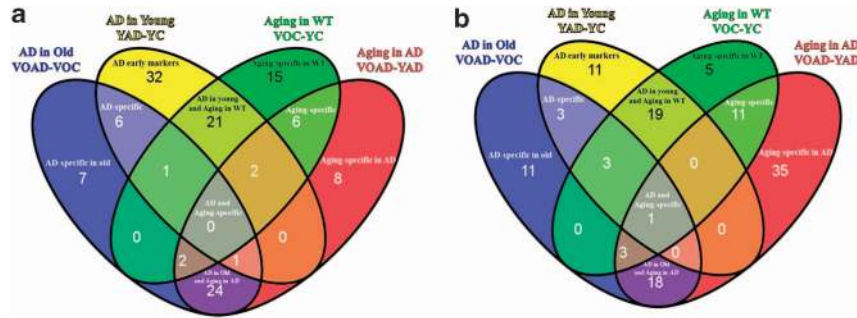 a
AD in Young
YAD-YC
Aging in WT
VOC-YC
AD in Old
VOAD-VOC
Aging in AD
VOAD-YAD
AD early markers
32
Aging specific in WT
15
AD-specific
6
AD in young
and Aging in WT
21
Aging-specific
6
AD-specific in old
7
1
2
Aging-specific in AD
8
AD and
Aging-specific
0
0
0
2
1
AD in Old
and Aging in AD
24
b
AD in Young
YAD-YC
Aging in WT
VOC-YC
AD in Old
VOAD-VOC
Aging in AD
VOAD-YAD
AD early markers
11
Aging specific in WT
5
AD-specific
3
AD in young
and Aging in WT
19
Aging-specific
11
AD-specific in old
11
3
0
Aging specific in AD
35
AD and
Aging-specific
1
0
0
3
0
AD in Old
and Aging in AD
18